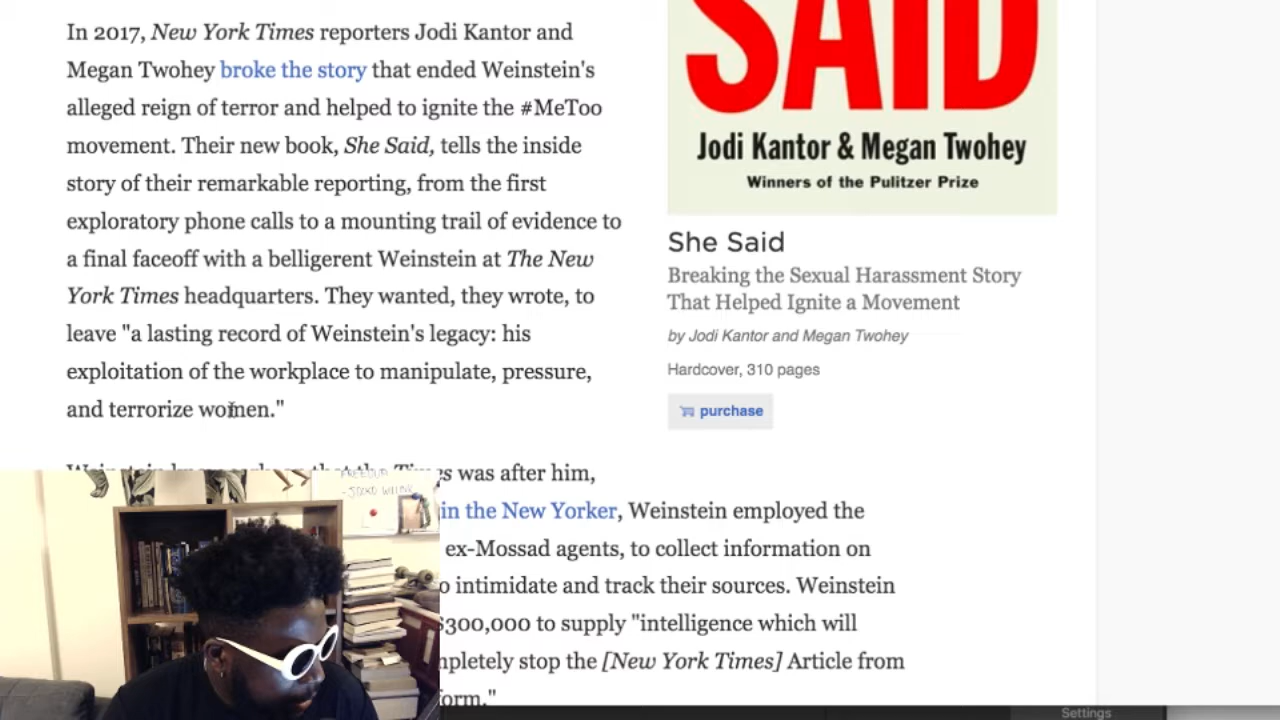 In 2017, New York Times reporters Jodi Kantor and
Megan Twohey broke the story that ended Weinstein's
alleged reign of terror and helped to ignite the #MeToo
movement. Their new book, She Said, tells the inside
story of their remarkable reporting, from the first
exploratory phone calls to a mounting trail of evidence to
a final faceoff with a belligerent Weinstein at The New
York Times headquarters. They wanted, they wrote, to
leave "a lasting record of Weinstein's legacy: his
exploitation of the workplace to manipulate, pressure,
and terrorize women."
SAID
Jodi Kantor & Megan Twohey
Winners of the Pulitzer Prize
She Said
Breaking the Sexual Harassment Story
That Helped Ignite a Movement
by Jodi Kantor and Megan Twohey
Hardcover, 310 pages
purchase
was after him,
in the New Yorker, Weinstein employed the
ex-Mossad agents, to collect information on
intimidate and track their sources. Weinstein
$300,000 to supply "intelligence which will
stop the [New York Times] Article from
Settings